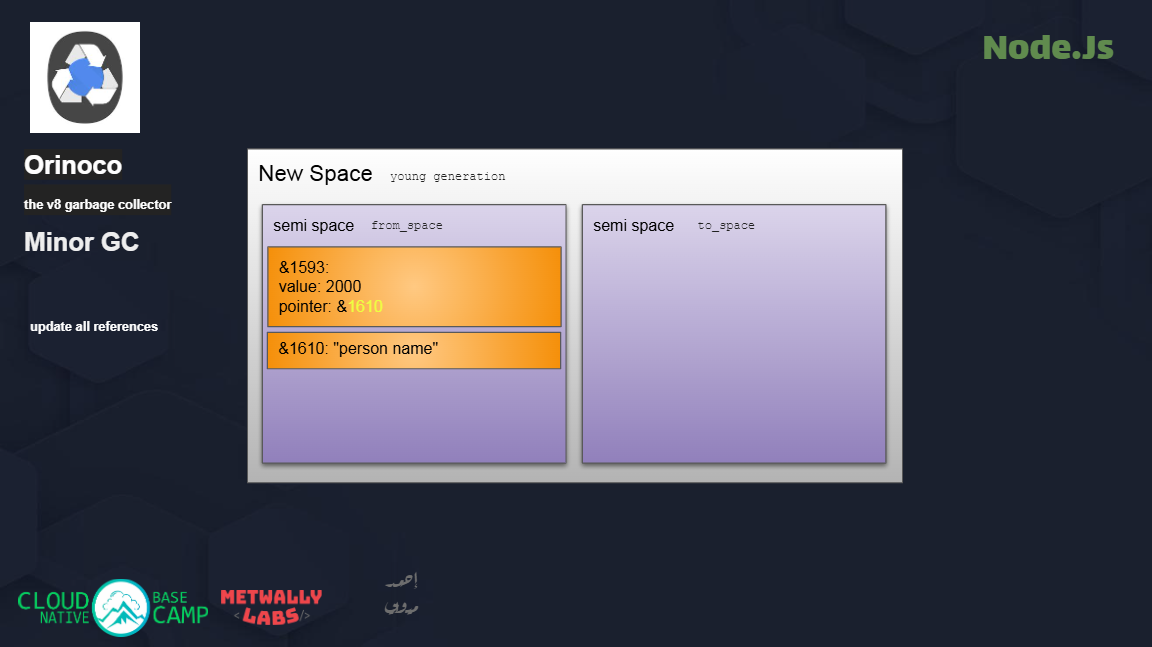 Node.Js
Orinoco
the v8 garbage collector
Minor GC
update all references
New Space young generation
semi space from_space
&1593:
value: 2000
pointer: &1610
&1610: "person name"
semi space to_space
CLOUD NATIVE BASE CAMP
METWALLY
<LABS/>
أحمد